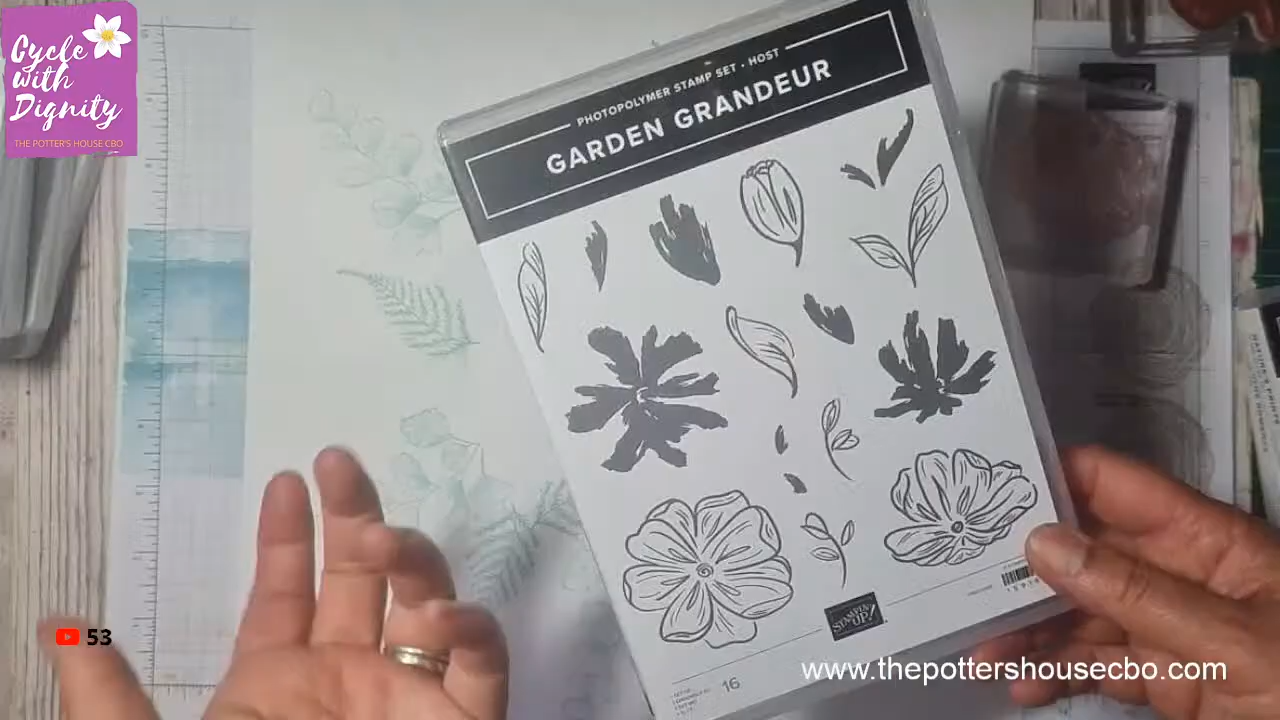 Cycle
with
Dignity
THE POTTER'S HOUSE CBO
PHOTOPOLYMER STAMP SET • HOST
GARDEN GRANDEUR
STAMPIN'
UP!
16
53
www.thepottershousecbo.com